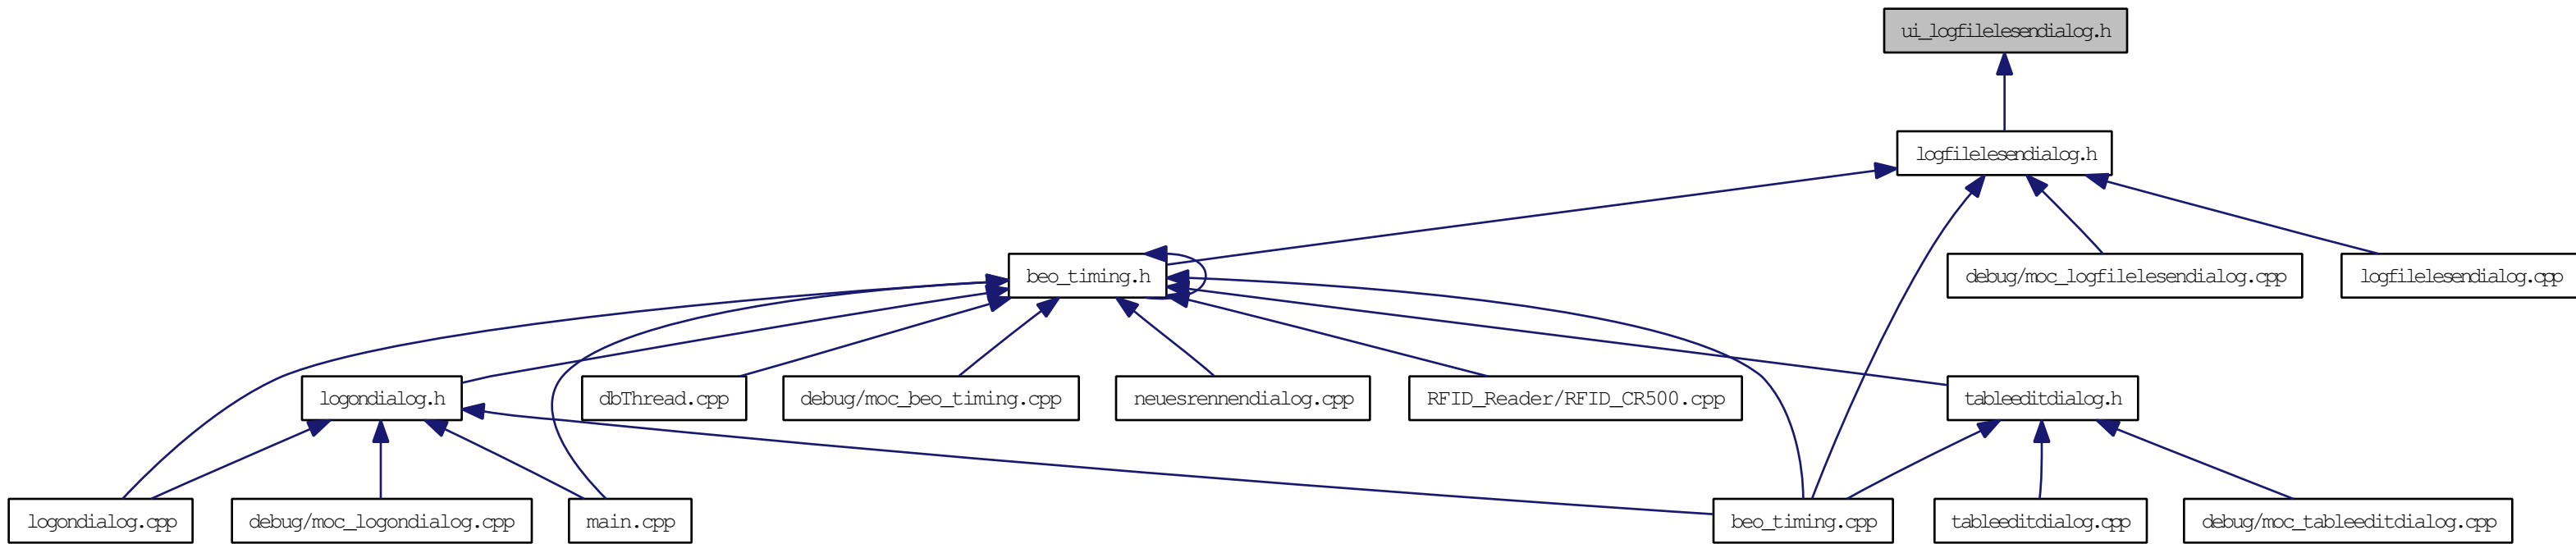 ui_logfilelesendialog.h
logfilelesendialog.h
beo_timing.h
debug/moc_logfilelesendialog.cpp
logfilelesendialog.cpp
logondialog.h
dbThread.cpp
debug/moc_beo_timing.cpp
neuesrennendialog.cpp
RFID_Reader/RFID_CR500.cpp
tableeditdialog.h
logondialog.cpp
debug/moc_logondialog.cpp
main.cpp
beo_timing.cpp
tableeditdialog.cpp
debug/moc_tableeditdialog.cpp